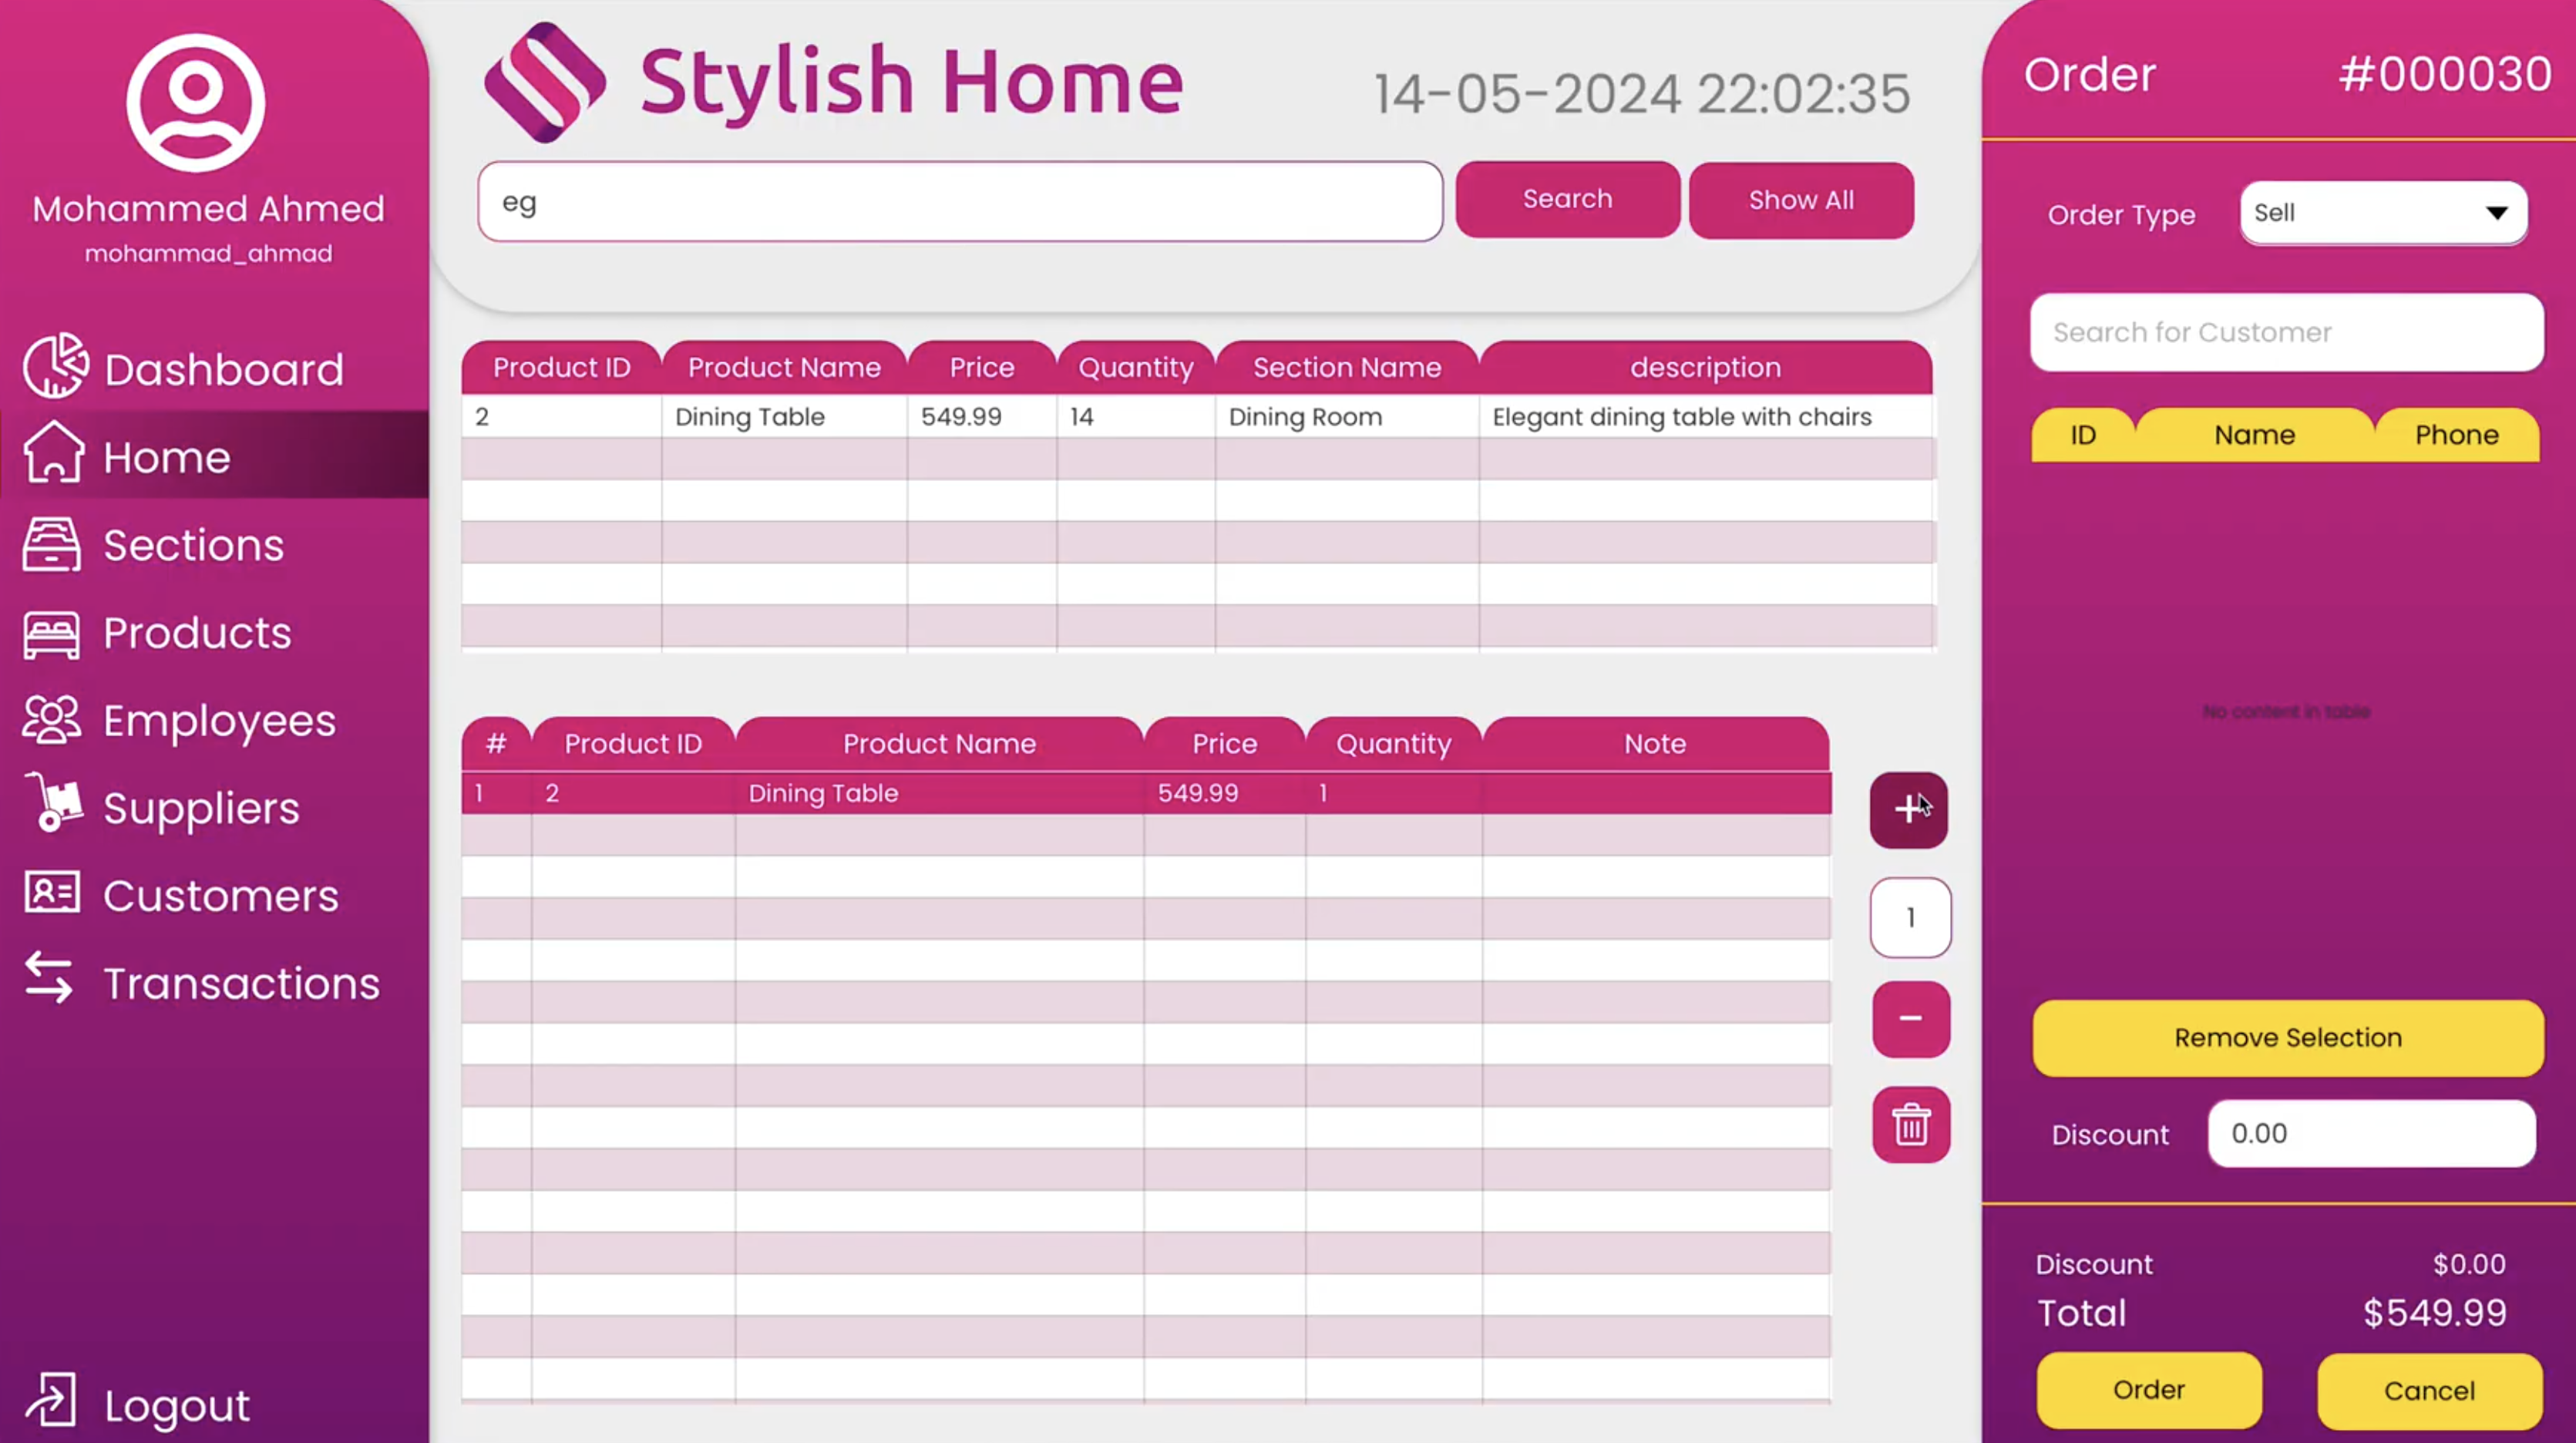 Mohammed Ahmed
mohammad_ahmad
Dashboard
Home
Sections
Products
Employees
Suppliers
Customers
Transactions
Logout
Stylish Home
14-05-2024 22:02:35
eg
Search
Show All
Product ID Product Name Price Quantity Section Name description
2 Dining Table 549.99 14 Dining Room Elegant dining table with chairs
# Product ID Product Name Price Quantity Note
1 2 Dining Table 549.99 1
+
1
-
Order #000030
Order Type Sell
Search for Customer
ID Name Phone
No content in table
Remove Selection
Discount 0.00
Discount $0.00
Total $549.99
Order Cancel